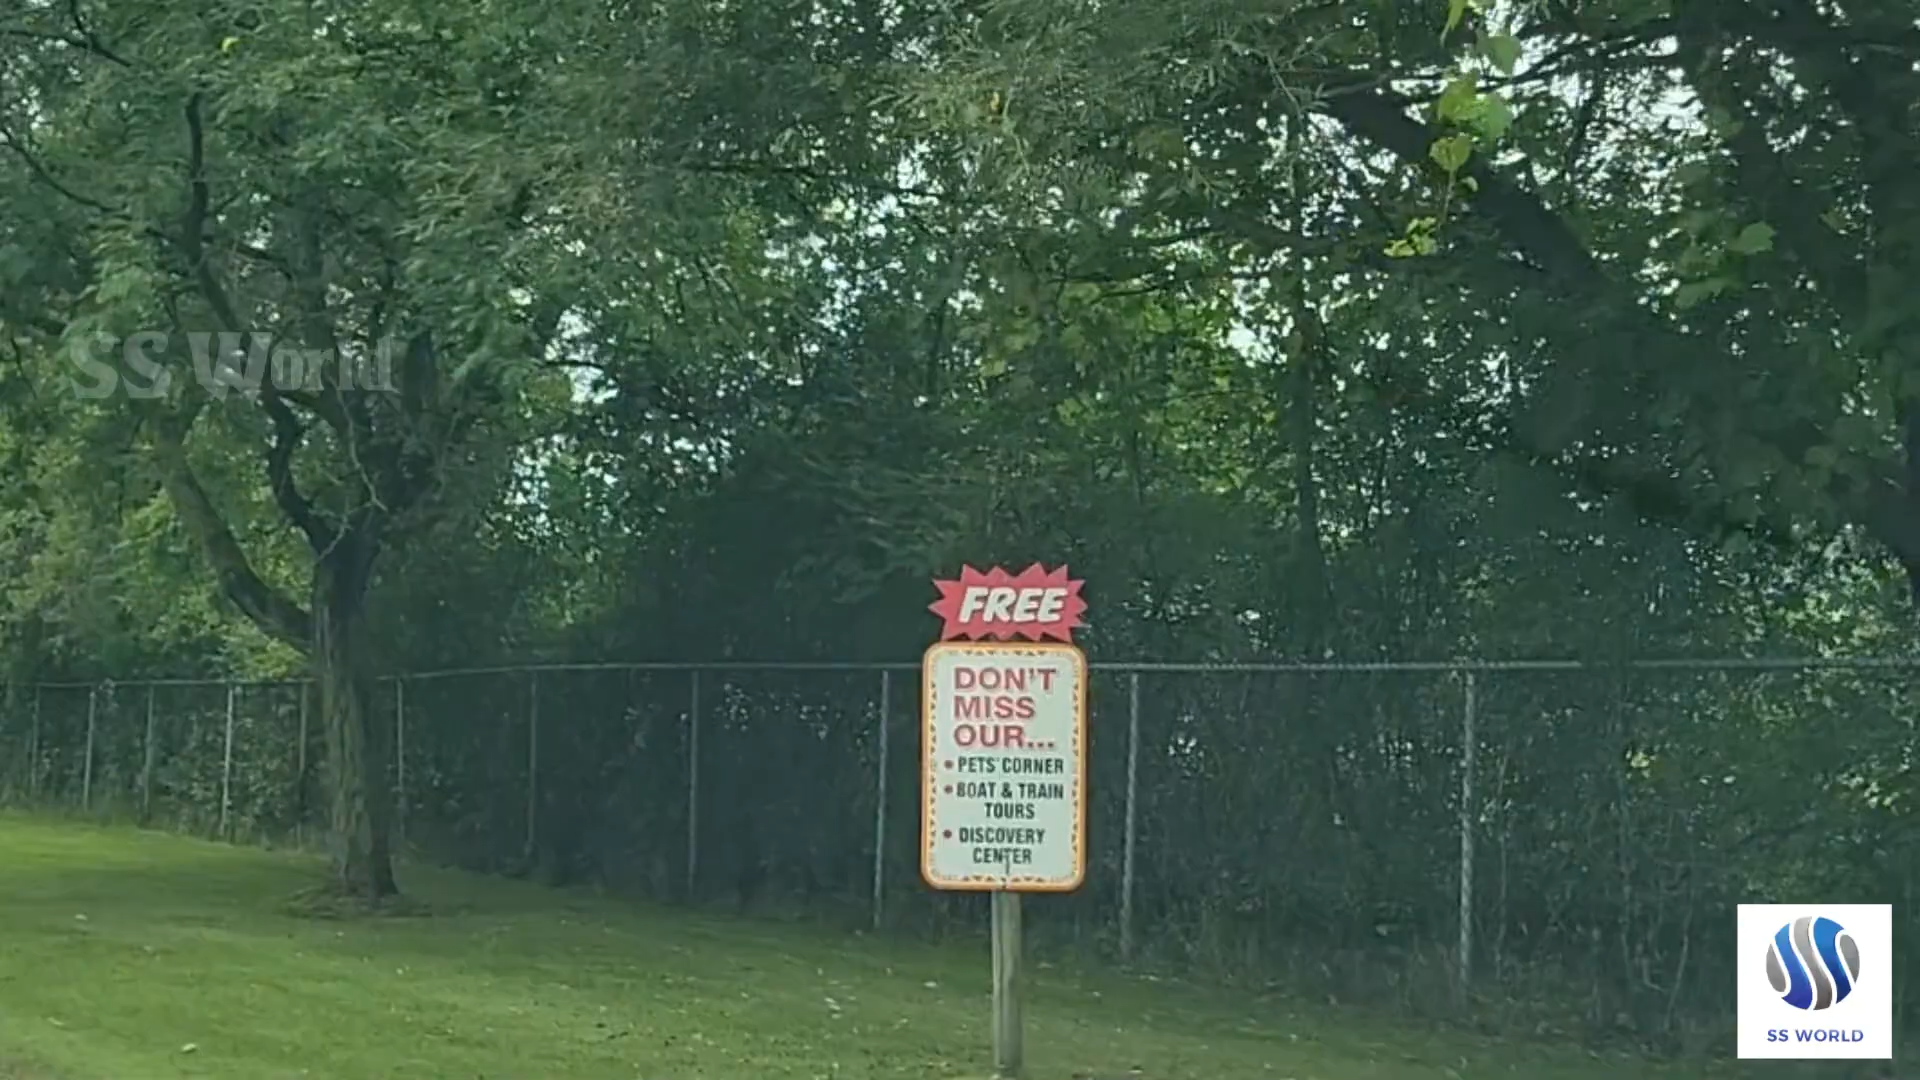 SS World
FREE
DON'T
MISS
OUR...
• PETS' CORNER
• BOAT & TRAIN
TOURS
• DISCOVERY
CENTER
SS WORLD